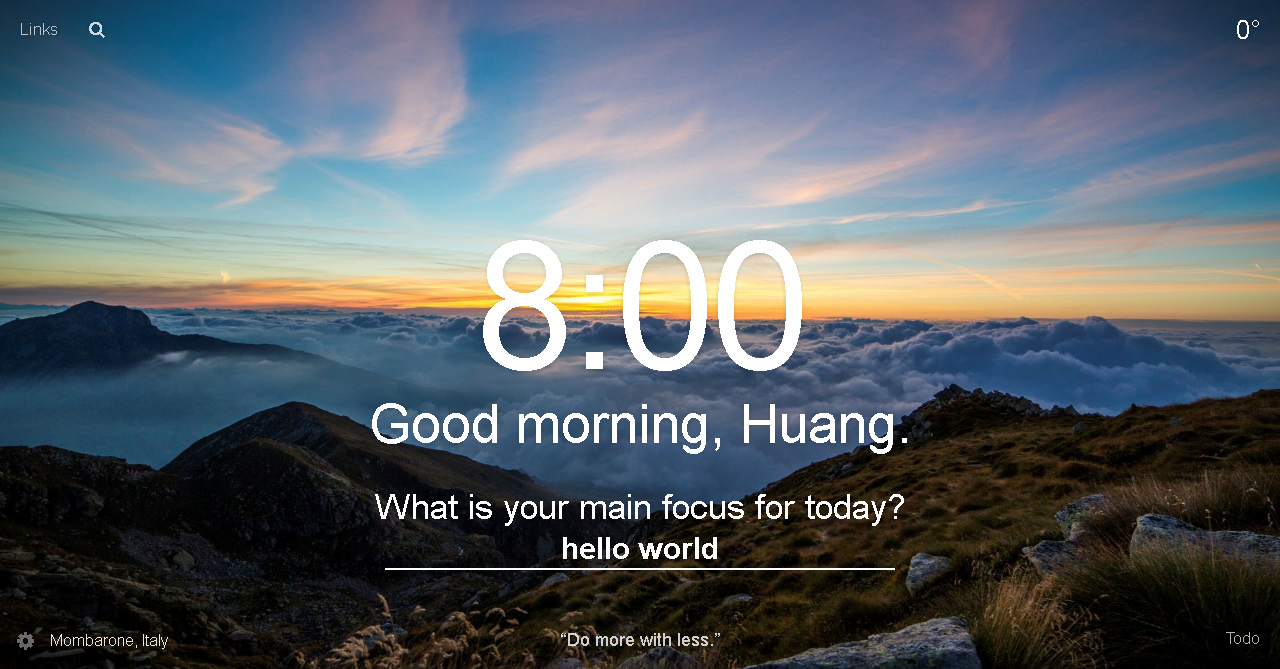 Links
0°
8:00
Good morning, Huang.
What is your main focus for today?
hello world
Mombarone, Italy
“Do more with less.”
Todo